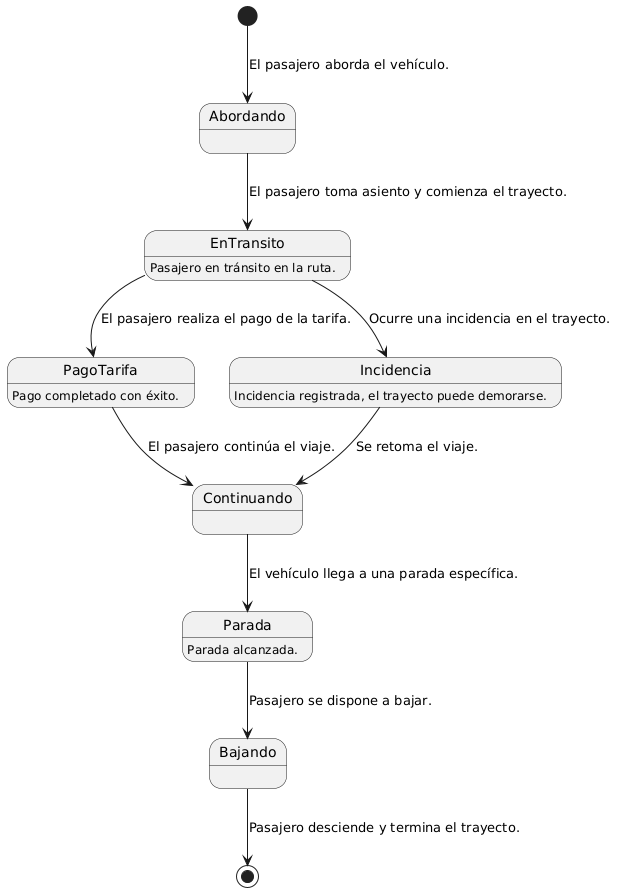 El pasajero aborda el vehículo.
Abordando
El pasajero toma asiento y comienza el trayecto.
EnTransito
Pasajero en tránsito en la ruta.
El pasajero realiza el pago de la tarifa.
Ocurre una incidencia en el trayecto.
PagoTarifa
Pago completado con éxito.
Incidencia
Incidencia registrada, el trayecto puede demorarse.
El pasajero continúa el viaje.
Se retoma el viaje.
Continuando
El vehículo llega a una parada específica.
Parada
Parada alcanzada.
Pasajero se dispone a bajar.
Bajando
Pasajero desciende y termina el trayecto.